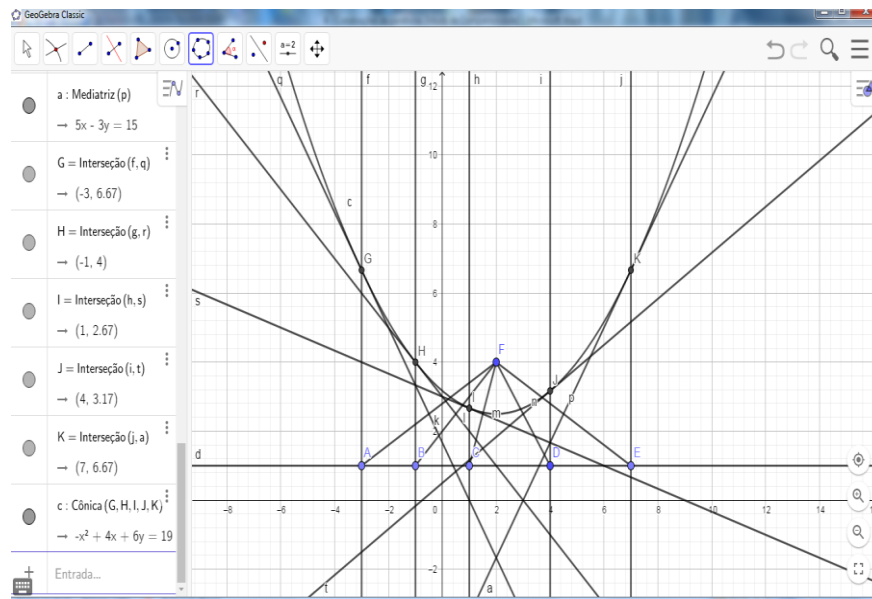 GeoGebra Classic
a=2
a : Mediatriz(p)
→ 5x - 3y = 15
G = Interseção(f, q)
→ (-3, 6.67)
H = Interseção(g, r)
→ (-1, 4)
I = Interseção(h, s)
→ (1, 2.67)
J = Interseção(i, t)
→ (4, 3.17)
K = Interseção(j, a)
→ (7, 6.67)
c : Cônica(G, H, I, J, K)
→ -x² + 4x + 6y = 19
Entrada...
q f g h i j
12
r
10
c
8
G K
6
s
H F
4
J
I
n p
m
k l
2
d A B C D E
-8 -6 -4 -2 2 4 6 8 10 12 14 16
-2
t a